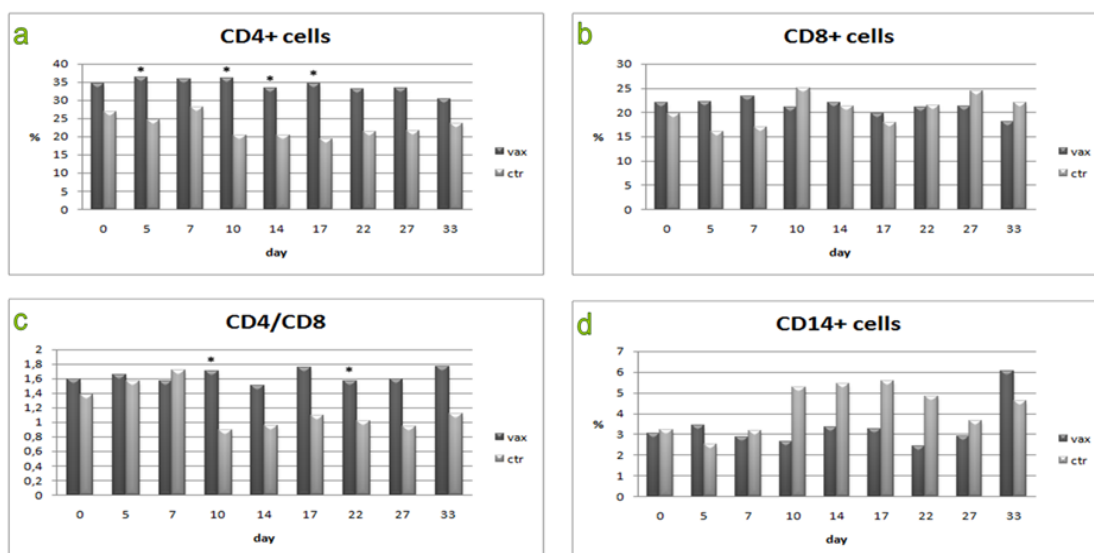 a
CD4+ cells
40
35
30
25
20
15
10
5
0
%
* * * *
vax
ctr
0 5 7 10 14 17 22 27 33
day
b
CD8+ cells
30
25
20
15
10
5
0
%
vax
ctr
0 5 7 10 14 17 22 27 33
day
c
CD4/CD8
2
1,8
1,6
1,4
1,2
1
0,8
0,6
0,4
0,2
0
* *
vax
ctr
0 5 7 10 14 17 22 27 33
day
d
CD14+ cells
7
6
5
4
3
2
1
0
%
vax
ctr
0 5 7 10 14 17 22 27 33
day